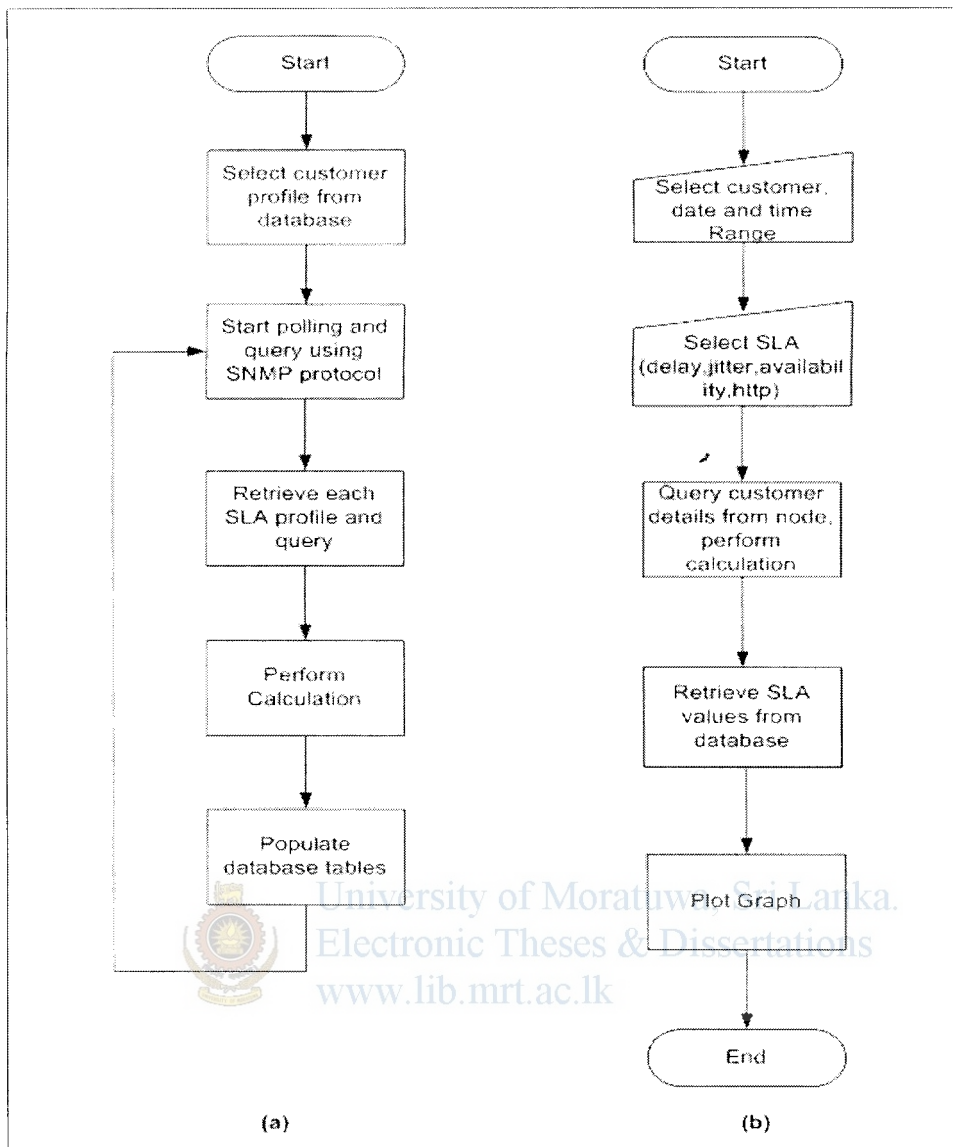 Start
Select customer
profile from
database
Start polling and
query using
SNMP protocol
Retrieve each
SLA profile and
query
Perform
Calculation
Populate
database tables
(a)
Start
Select customer,
date and time
Range
Select SLA
(delay,jitter,availabil
ity,http)
Query customer
details from node,
perform
calculation
Retrieve SLA
values from
database
Plot Graph
End
(b)
University of Moratuwa, Sri Lanka.
Electronic Theses & Dissertations
www.lib.mrt.ac.lk